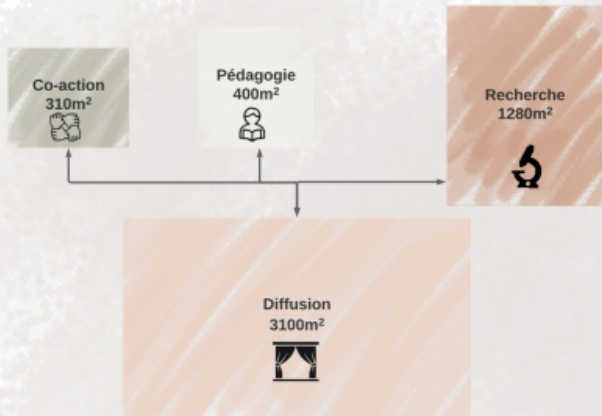 Co-action
310m²
Pédagogie
400m²
Recherche
1280m²
Diffusion
3100m²